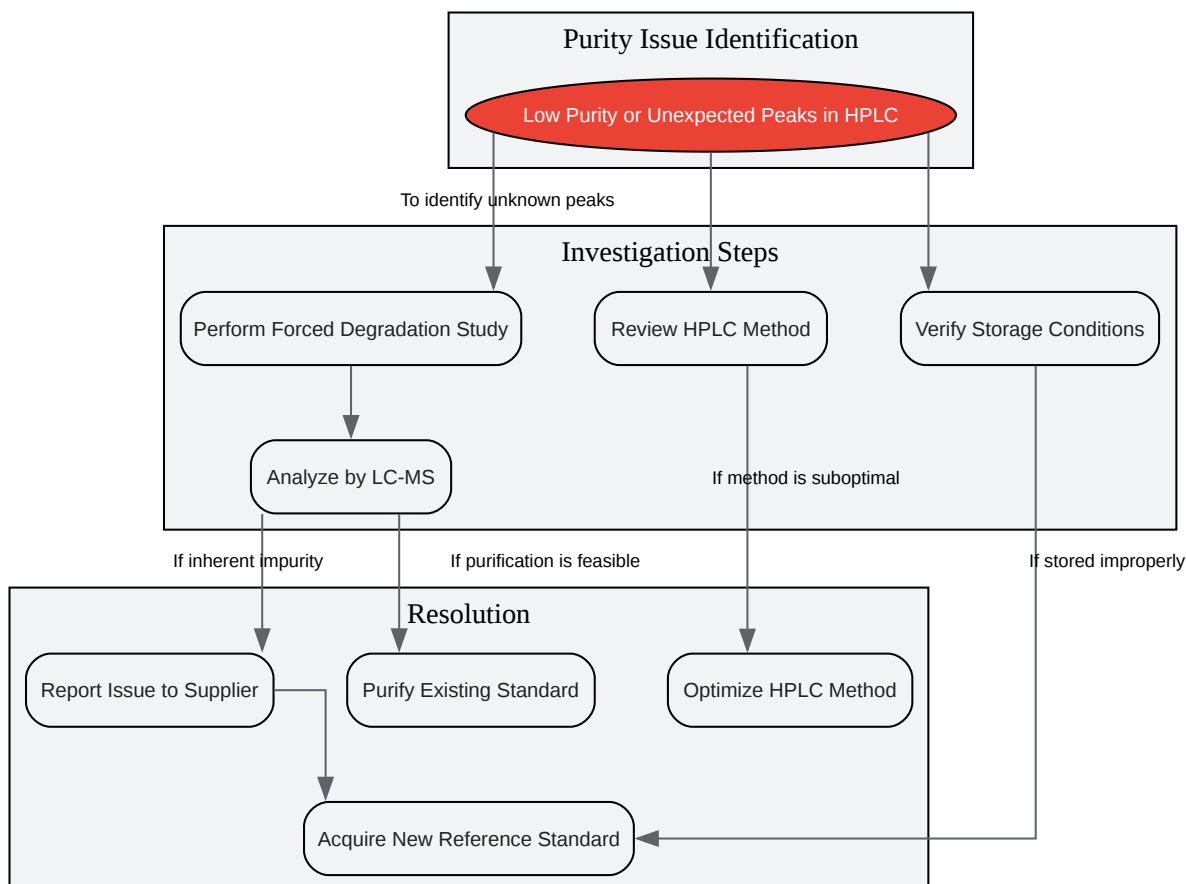 Purity Issue Identification
Low Purity or Unexpected Peaks in HPLC
To identify unknown peaks
Investigation Steps
Perform Forced Degradation Study
Review HPLC Method
Verify Storage Conditions
Analyze by LC-MS
If method is suboptimal
If inherent impurity
If purification is feasible
If stored improperly
Resolution
Report Issue to Supplier
Purify Existing Standard
Optimize HPLC Method
Acquire New Reference Standard